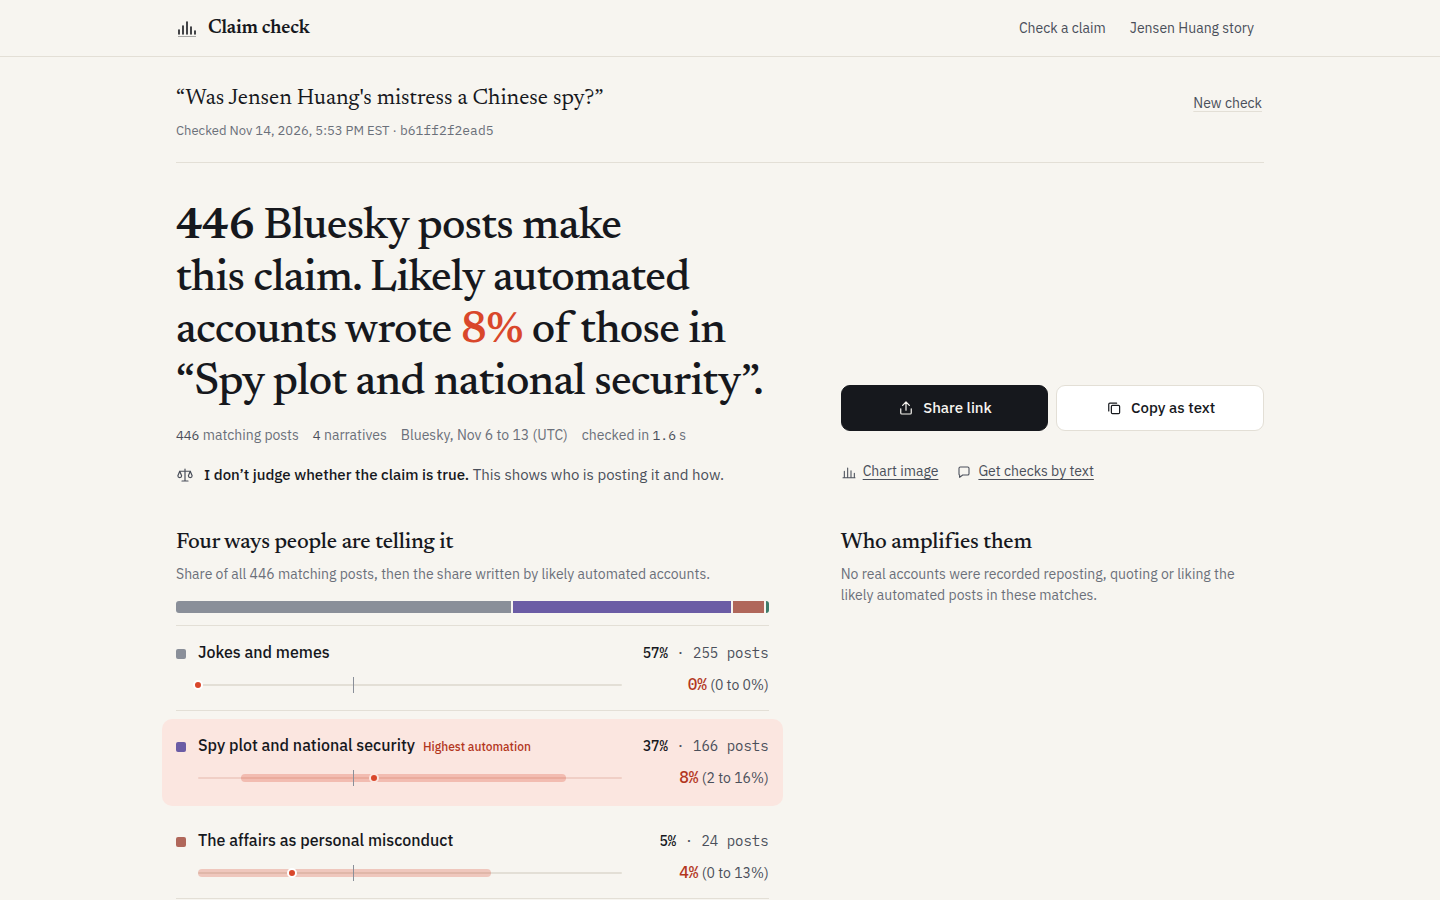 Claim check
Check a claim
Jensen Huang story
“Was Jensen Huang's mistress a Chinese spy?”
New check
Checked Nov 14, 2026, 5:53 PM EST · b61ff2f2ead5
446 Bluesky posts make
this claim. Likely automated
accounts wrote 8% of those in
“Spy plot and national security”.
Share link
Copy as text
446 matching posts 4 narratives Bluesky, Nov 6 to 13 (UTC) checked in 1.6 s
I don’t judge whether the claim is true. This shows who is posting it and how.
Chart image
Get checks by text
Four ways people are telling it
Share of all 446 matching posts, then the share written by likely automated accounts.
Jokes and memes
57% · 255 posts
0% (0 to 0%)
Spy plot and national security Highest automation
37% · 166 posts
8% (2 to 16%)
The affairs as personal misconduct
5% · 24 posts
4% (0 to 13%)
Who amplifies them
No real accounts were recorded reposting, quoting or liking the
likely automated posts in these matches.